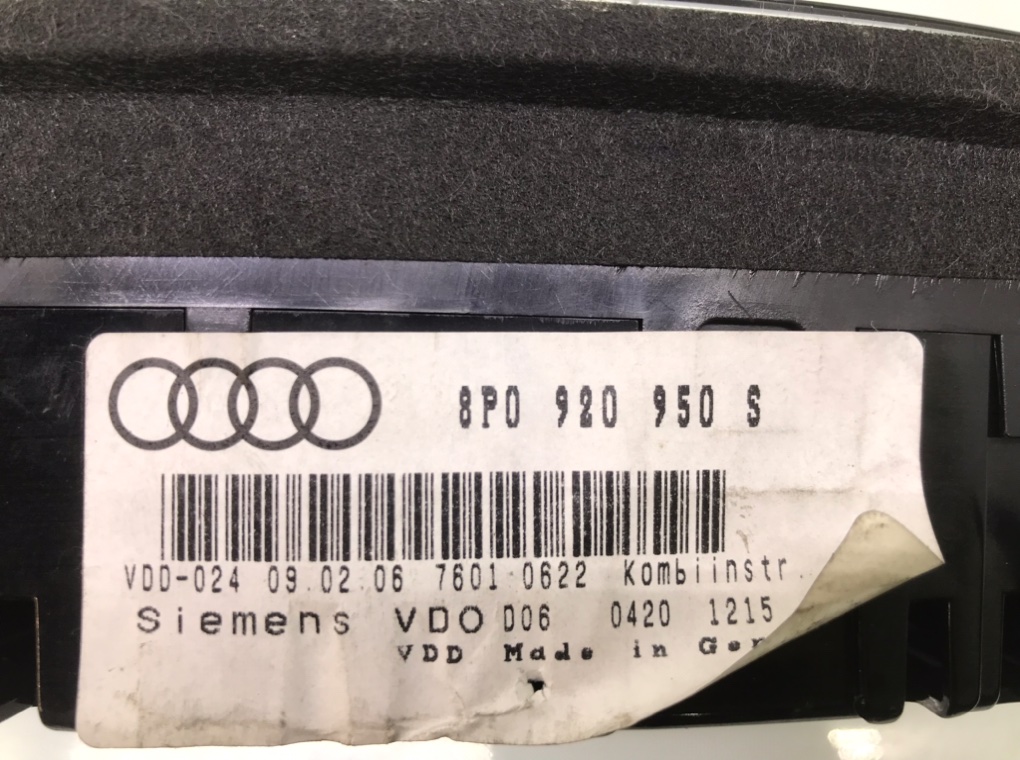 8P0 920 950 S
VDD-024 09.02.06 7601 0622 Kombiinstr.
Siemens VDO D06 0420 1215
VDD Made in